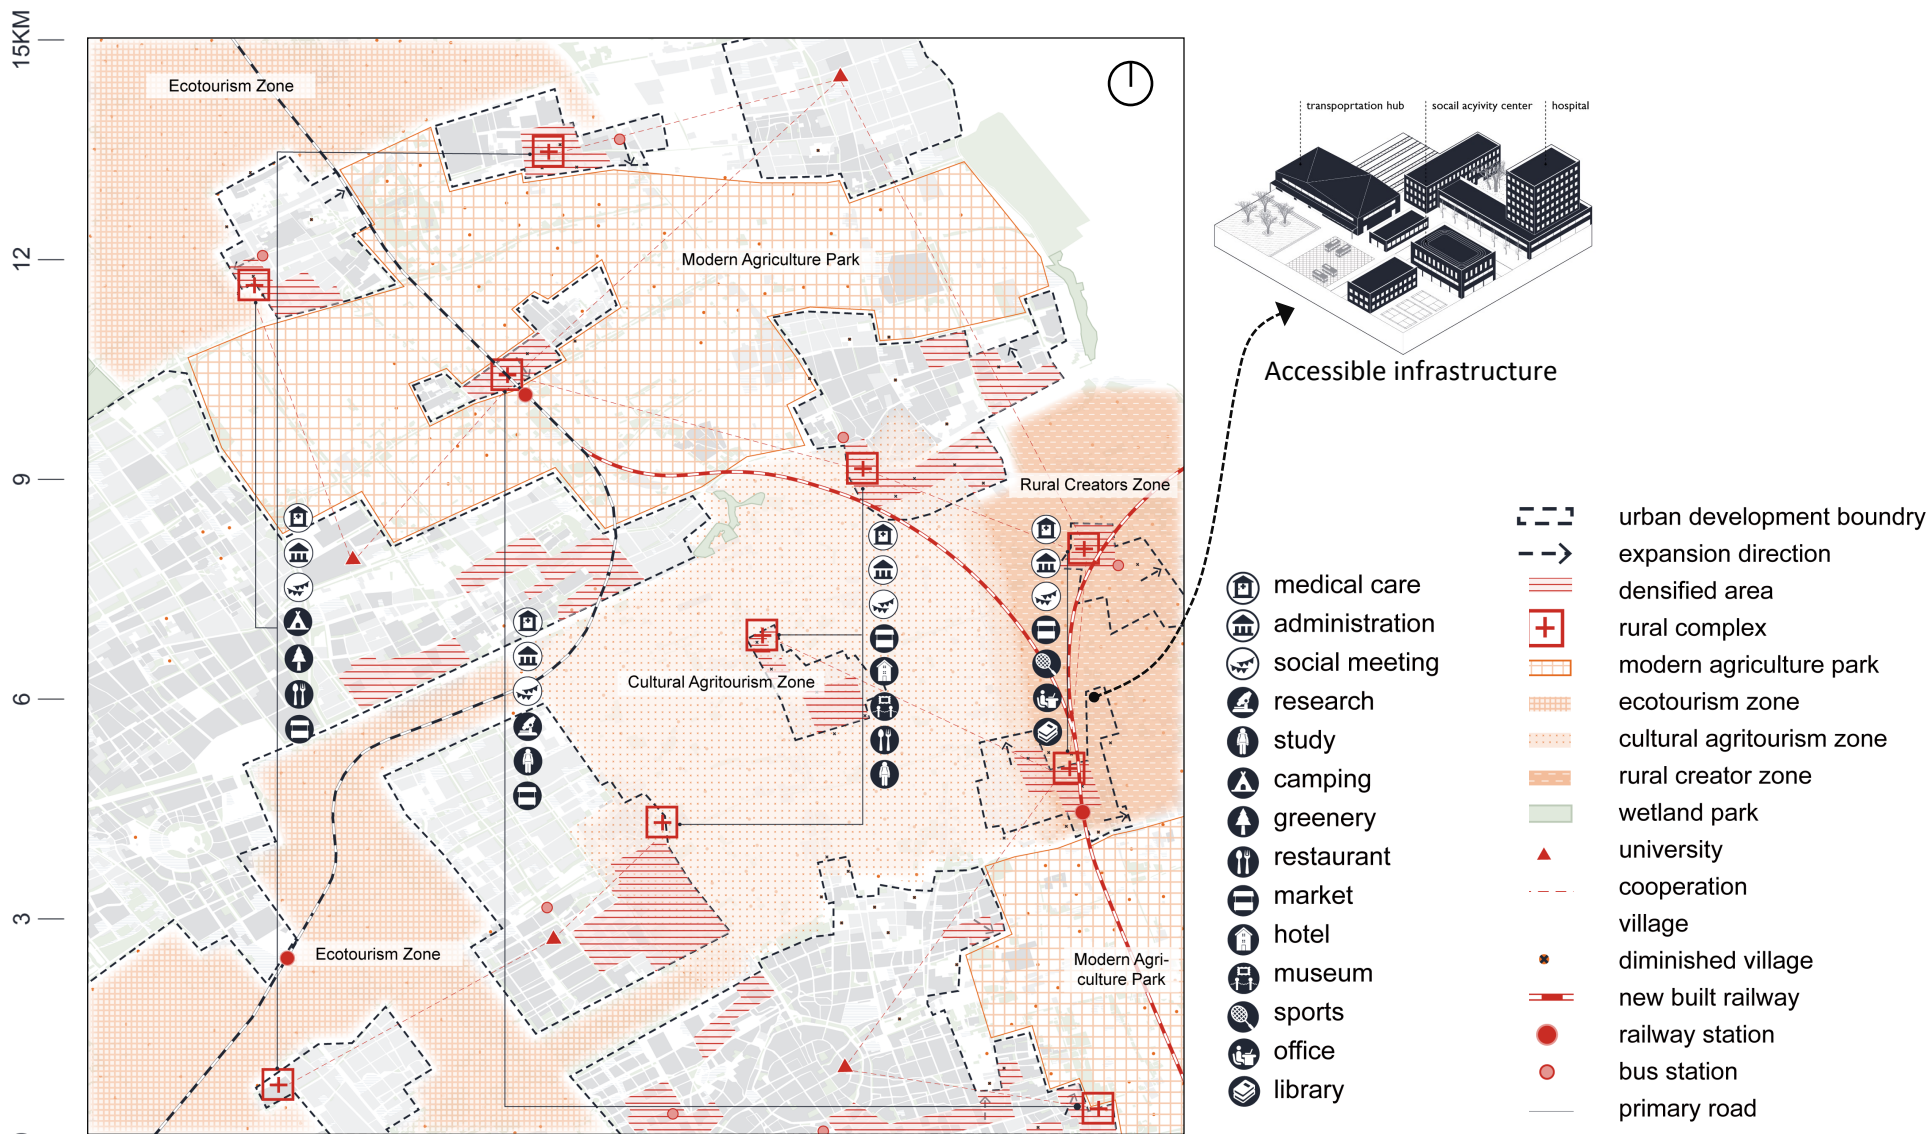 15KM
12
9
6
3
Ecotourism Zone
Modern Agriculture Park
Rural Creators Zone
Cultural Agritourism Zone
Ecotourism Zone
Modern Agri-
culture Park
transpoprtation hub
socail acyivity center
hospital
Accessible infrastructure
medical care
administration
social meeting
research
study
camping
greenery
restaurant
market
hotel
museum
sports
office
library
urban development boundry
expansion direction
densified area
rural complex
modern agriculture park
ecotourism zone
cultural agritourism zone
rural creator zone
wetland park
university
cooperation
village
diminished village
new built railway
railway station
bus station
primary road